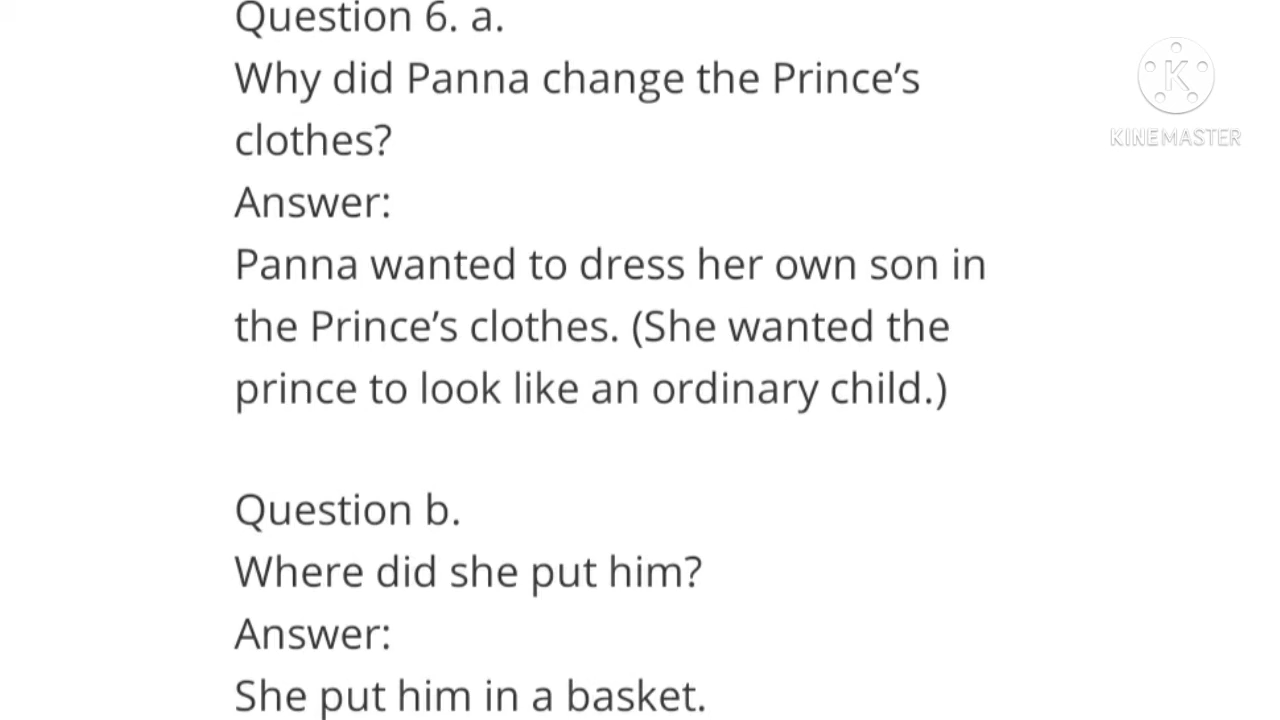 Question 6. a.
Why did Panna change the Prince’s
clothes?
Answer:
Panna wanted to dress her own son in
the Prince’s clothes. (She wanted the
prince to look like an ordinary child.)
Question b.
Where did she put him?
Answer:
She put him in a basket.
K
KINEMASTER